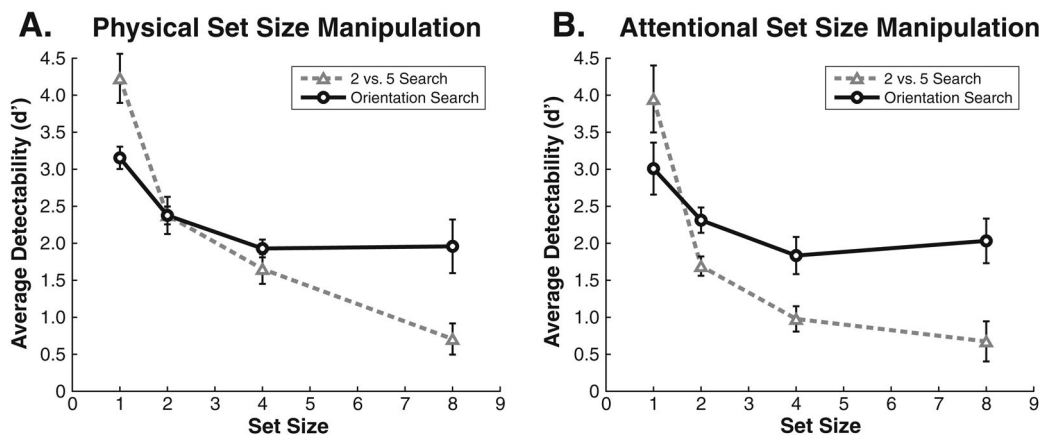 A. Physical Set Size Manipulation
Average Detectability (d')
4.5
4.0
3.5
3.0
2.5
2.0
1.5
1.0
0.5
0
2 vs. 5 Search
Orientation Search
0 1 2 3 4 5 6 7 8 9
Set Size
B. Attentional Set Size Manipulation
Average Detectability (d')
4.5
4.0
3.5
3.0
2.5
2.0
1.5
1.0
0.5
0
2 vs. 5 Search
Orientation Search
0 1 2 3 4 5 6 7 8 9
Set Size